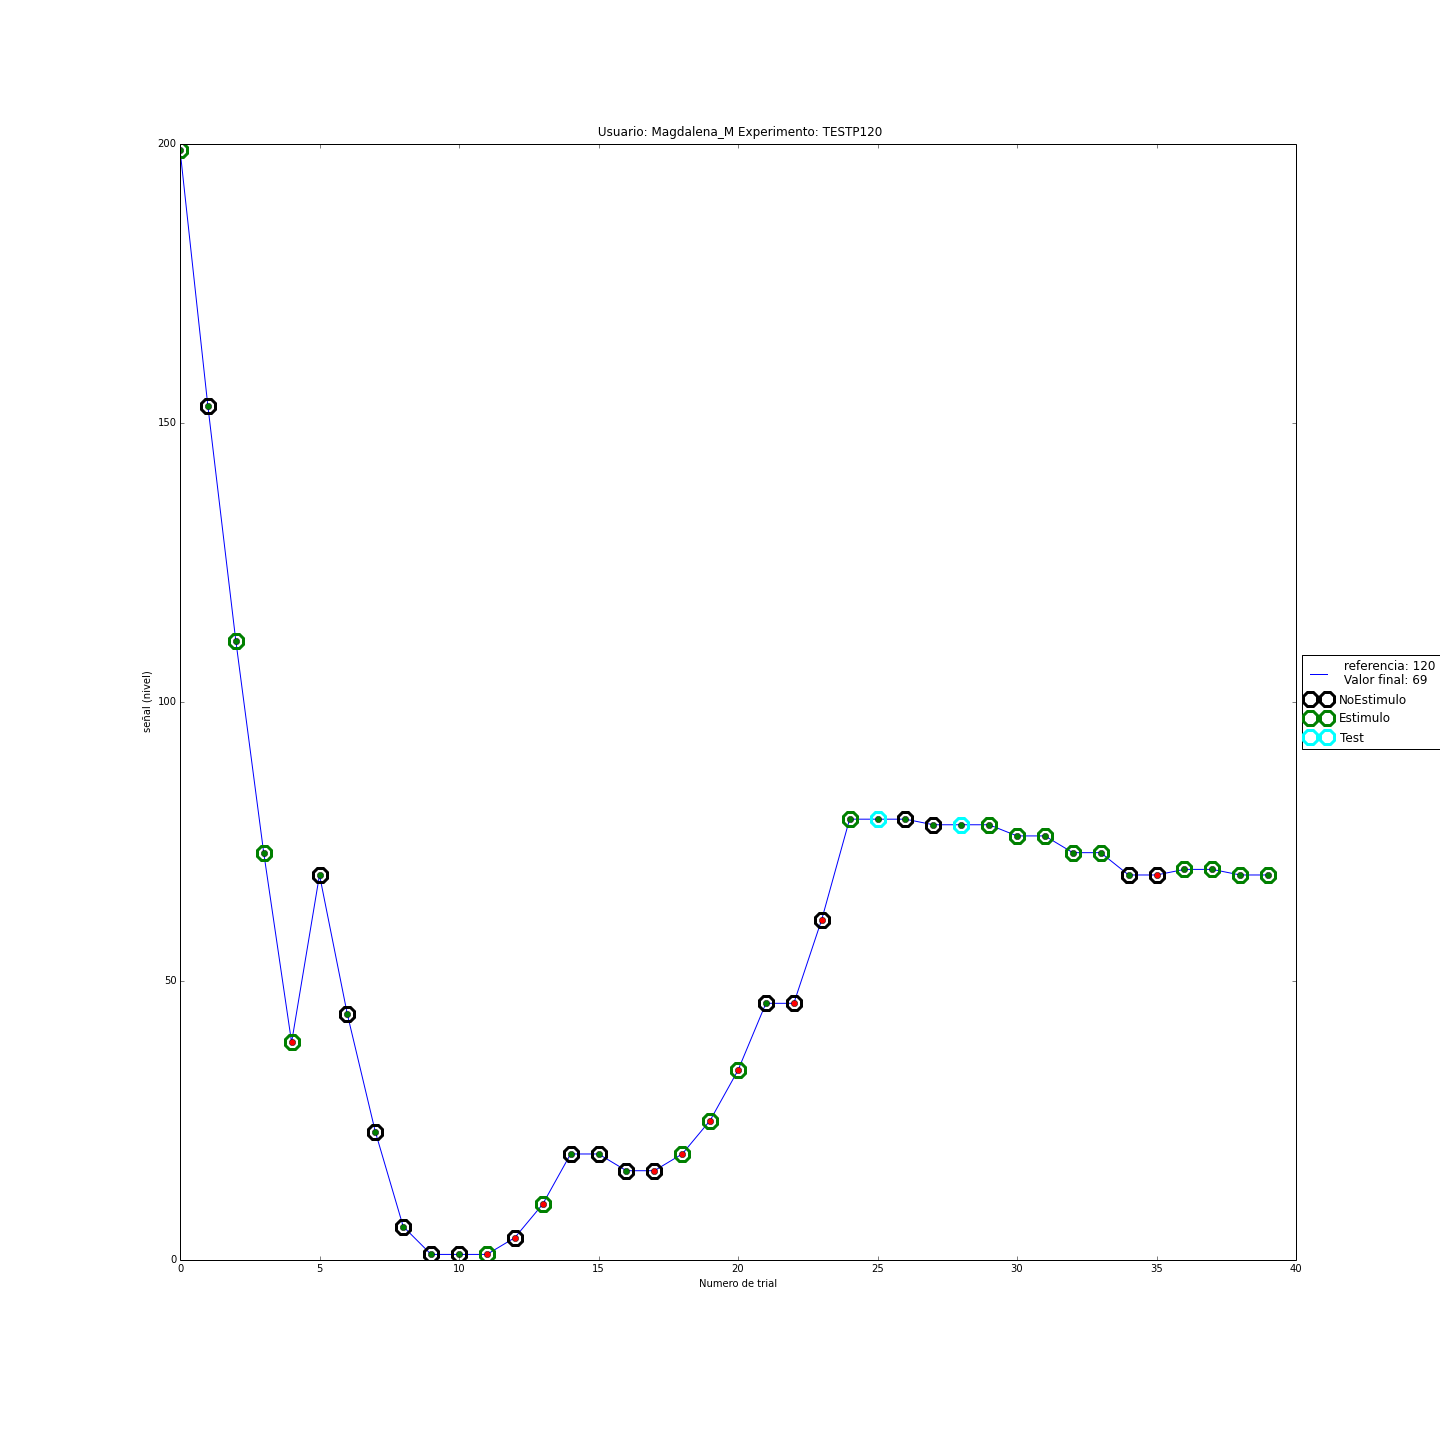 Usuario: Magdalena_M Experimento: TESTP120
200
150
100
50
0
señal (nivel)
0 5 10 15 20 25 30 35 40
Numero de trial
referencia: 120
Valor final: 69
NoEstimulo
Estimulo
Test